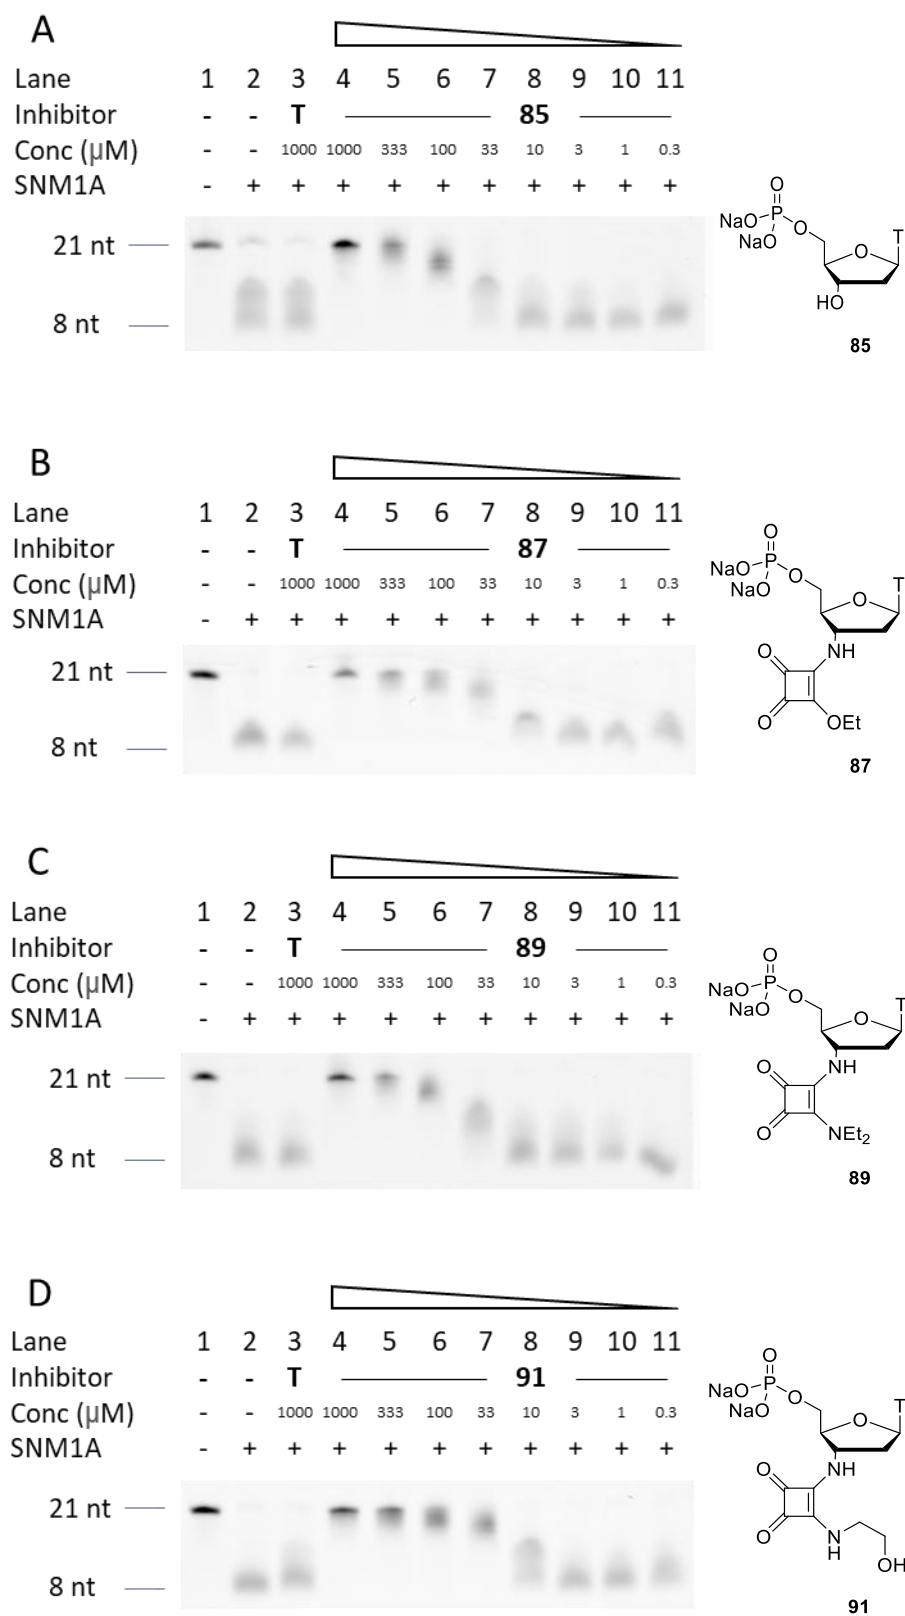 A
Lane 1 2 3 4 5 6 7 8 9 10 11
Inhibitor - - T 85
Conc (µM) - - 1000 1000 333 100 33 10 3 1 0.3
SNM1A - + + + + + + + + + +
21 nt
8 nt
O
NaO P O
NaO
O T
HO
85
B
Lane 1 2 3 4 5 6 7 8 9 10 11
Inhibitor - - T 87
Conc (µM) - - 1000 1000 333 100 33 10 3 1 0.3
SNM1A - + + + + + + + + + +
21 nt
8 nt
O
NaO P O
NaO
O T
O NH
O OEt
87
C
Lane 1 2 3 4 5 6 7 8 9 10 11
Inhibitor - - T 89
Conc (µM) - - 1000 1000 333 100 33 10 3 1 0.3
SNM1A - + + + + + + + + + +
21 nt
8 nt
O
NaO P O
NaO
O T
O NH
O NEt2
89
D
Lane 1 2 3 4 5 6 7 8 9 10 11
Inhibitor - - T 91
Conc (µM) - - 1000 1000 333 100 33 10 3 1 0.3
SNM1A - + + + + + + + + + +
21 nt
8 nt
O
NaO P O
NaO
O T
O NH
O N
H
OH
91